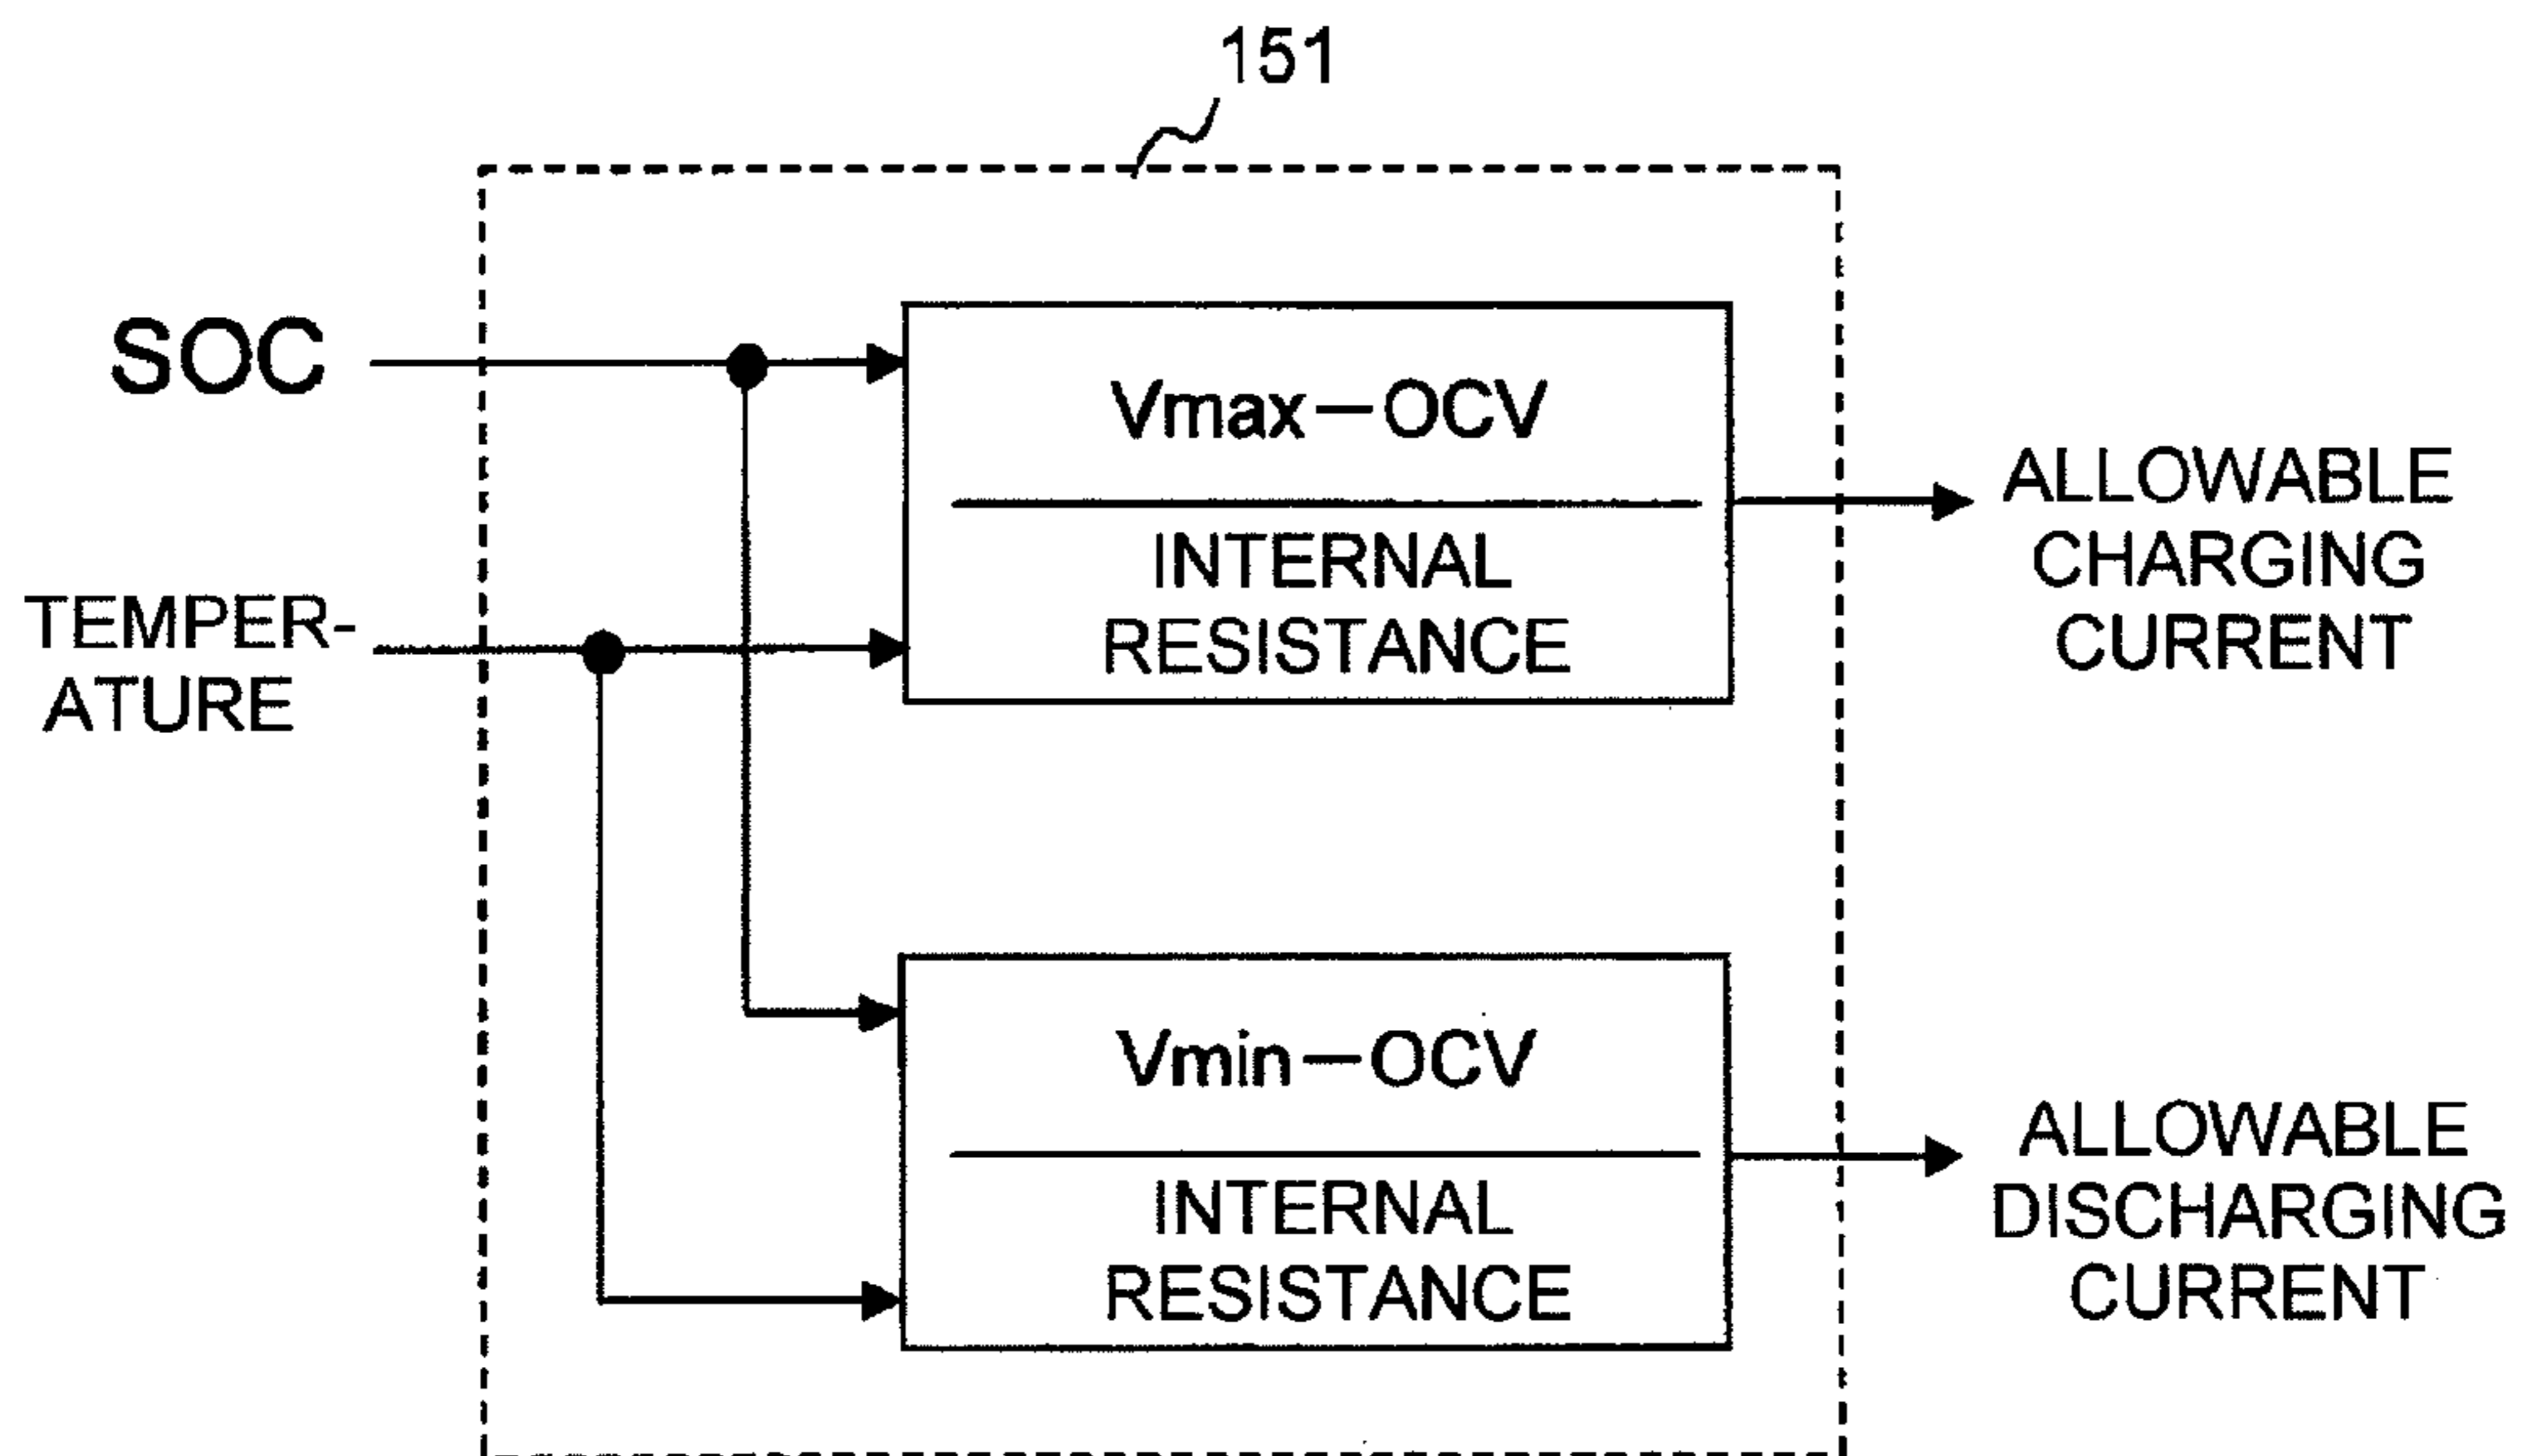 151
SOC
TEMPER-
ATURE
Vmax－OCV
INTERNAL
RESISTANCE
ALLOWABLE
CHARGING
CURRENT
Vmin－OCV
INTERNAL
RESISTANCE
ALLOWABLE
DISCHARGING
CURRENT